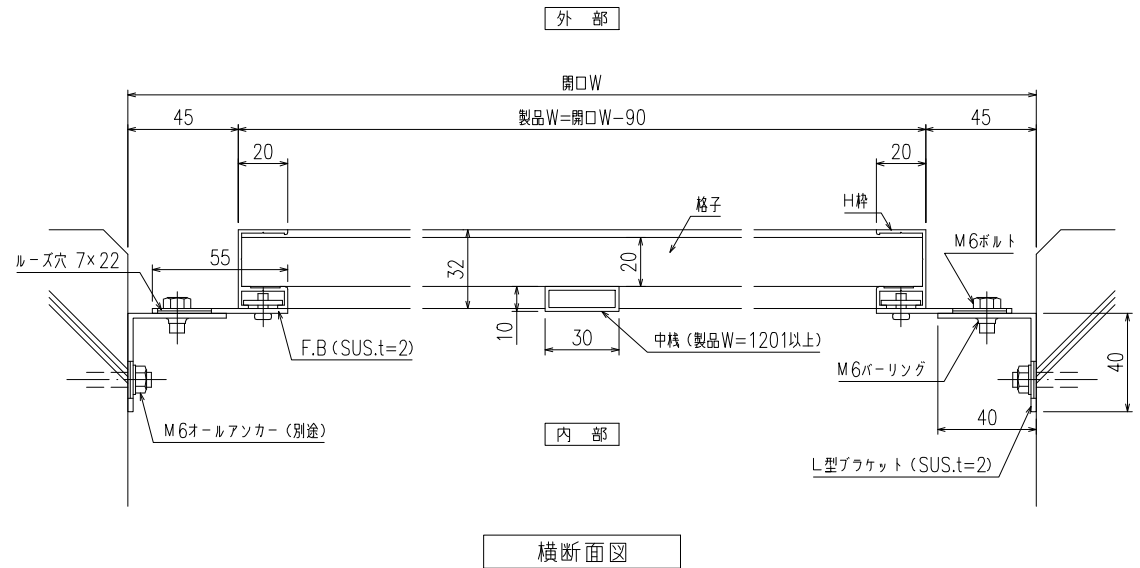 外 部
開口W
45
製品W=開口W-90
45
20
20
格子
H枠
M6ボルト
ルーズ穴 7×22
55
32
20
10
30
F.B(SUS.t=2)
中桟(製品W=1201以上)
M6バーリング
40
40
M6オールアンカー(別途)
内 部
L型ブラケット(SUS.t=2)
横断面図